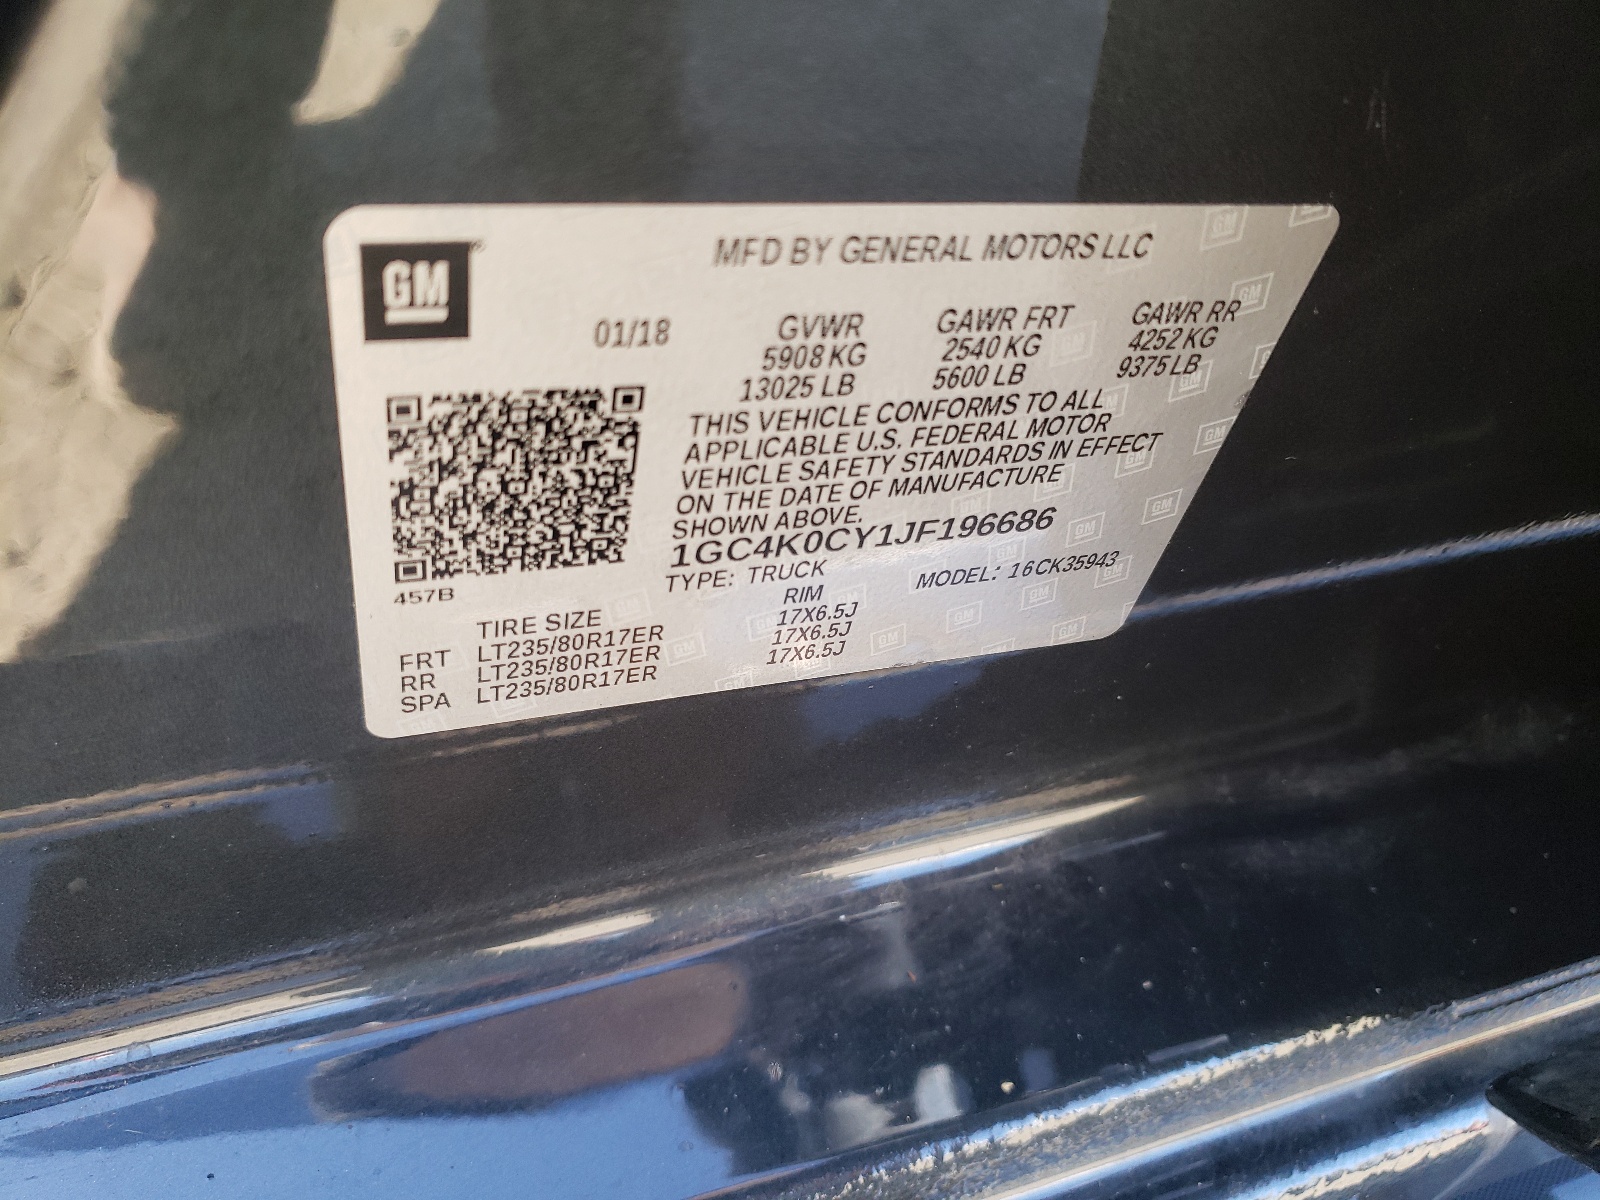 GM
MFD BY GENERAL MOTORS LLC
01/18 GVWR GAWR FRT GAWR RR
5908 KG 2540 KG 4252 KG
13025 LB 5600 LB 9375 LB
THIS VEHICLE CONFORMS TO ALL
APPLICABLE U.S. FEDERAL MOTOR
VEHICLE SAFETY STANDARDS IN EFFECT
ON THE DATE OF MANUFACTURE
SHOWN ABOVE.
1GC4K0CY1JF196686
TYPE: TRUCK MODEL: 16CK35943
457B
TIRE SIZE RIM
FRT LT235/80R17ER 17X6.5J
RR LT235/80R17ER 17X6.5J
SPA LT235/80R17ER 17X6.5J